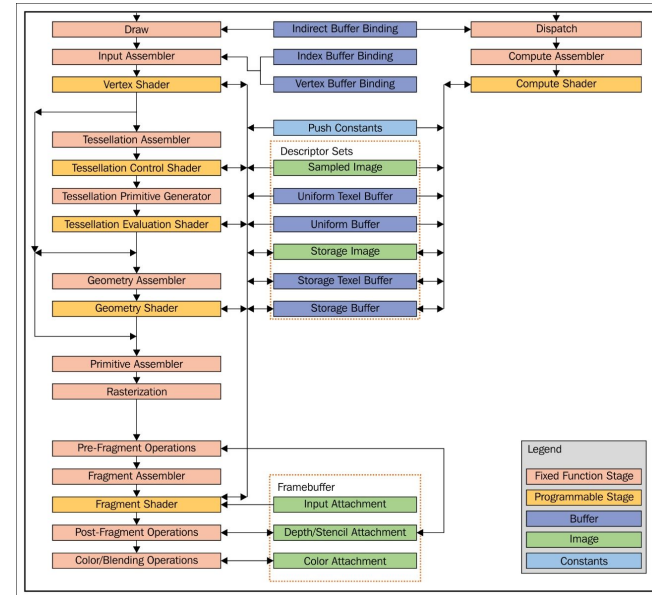 Draw
Indirect Buffer Binding
Dispatch
Input Assembler
Index Buffer Binding
Compute Assembler
Vertex Shader
Vertex Buffer Binding
Compute Shader
Push Constants
Tessellation Assembler
Descriptor Sets
Tessellation Control Shader
Sampled Image
Tessellation Primitive Generator
Uniform Texel Buffer
Tessellation Evaluation Shader
Uniform Buffer
Storage Image
Geometry Assembler
Storage Texel Buffer
Geometry Shader
Storage Buffer
Primitive Assembler
Rasterization
Pre-Fragment Operations
Fragment Assembler
Framebuffer
Fragment Shader
Input Attachment
Post-Fragment Operations
Depth/Stencil Attachment
Color/Blending Operations
Color Attachment
Legend
Fixed Function Stage
Programmable Stage
Buffer
Image
Constants